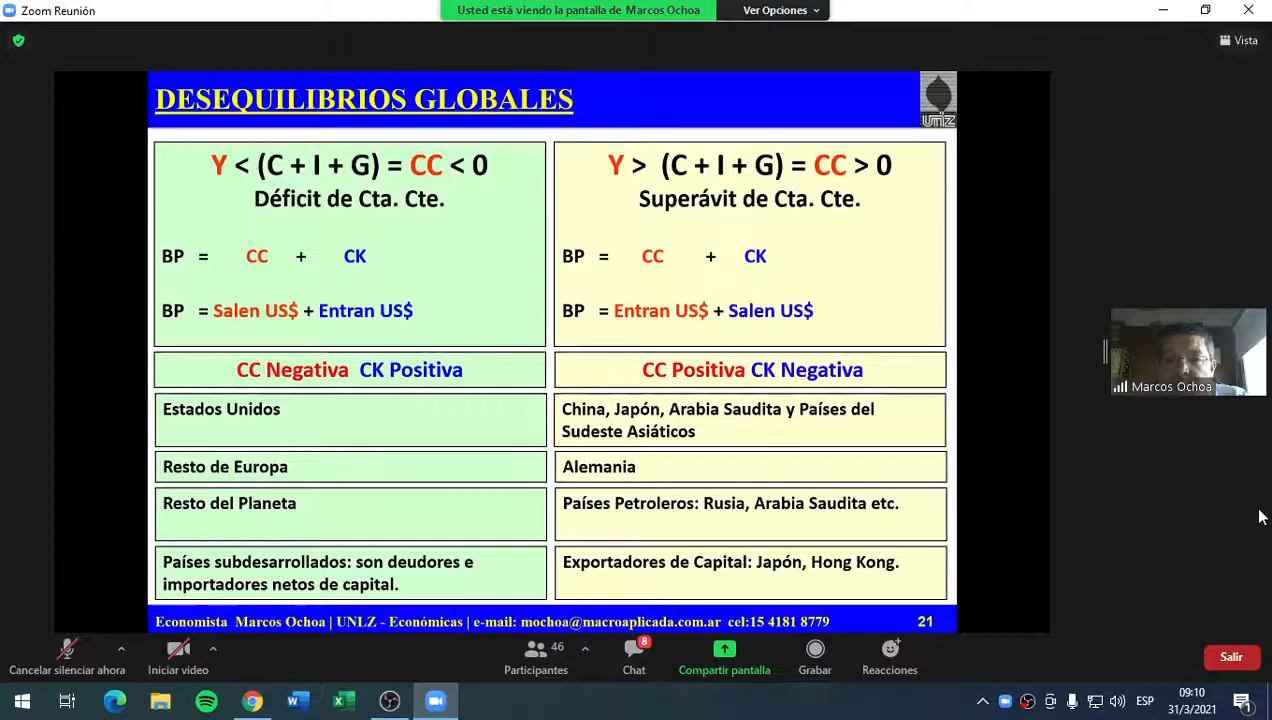 Zoom Reunión
Usted está viendo la pantalla de Marcos Ochoa
Ver Opciones
Vista
DESEQUILIBRIOS GLOBALES
UNLZ
Y < (C + I + G) = CC < 0
Déficit de Cta. Cte.
BP = CC + CK
BP = Salen US$ + Entran US$
CC Negativa CK Positiva
Estados Unidos
Resto de Europa
Resto del Planeta
Países subdesarrollados: son deudores e
importadores netos de capital.
Y > (C + I + G) = CC > 0
Superávit de Cta. Cte.
BP = CC + CK
BP = Entran US$ + Salen US$
CC Positiva CK Negativa
China, Japón, Arabia Saudita y Países del
Sudeste Asiáticos
Alemania
Países Petroleros: Rusia, Arabia Saudita etc.
Exportadores de Capital: Japón, Hong Kong.
Economista Marcos Ochoa | UNLZ - Económicas | e-mail: mochoa@macroaplicada.com.ar cel:15 4181 8779
21
Marcos Ochoa
Cancelar silenciar ahora
Iniciar video
46
Participantes
8
Chat
Compartir pantalla
Grabar
Reacciones
Salir
ESP
09:10
31/3/2021
1